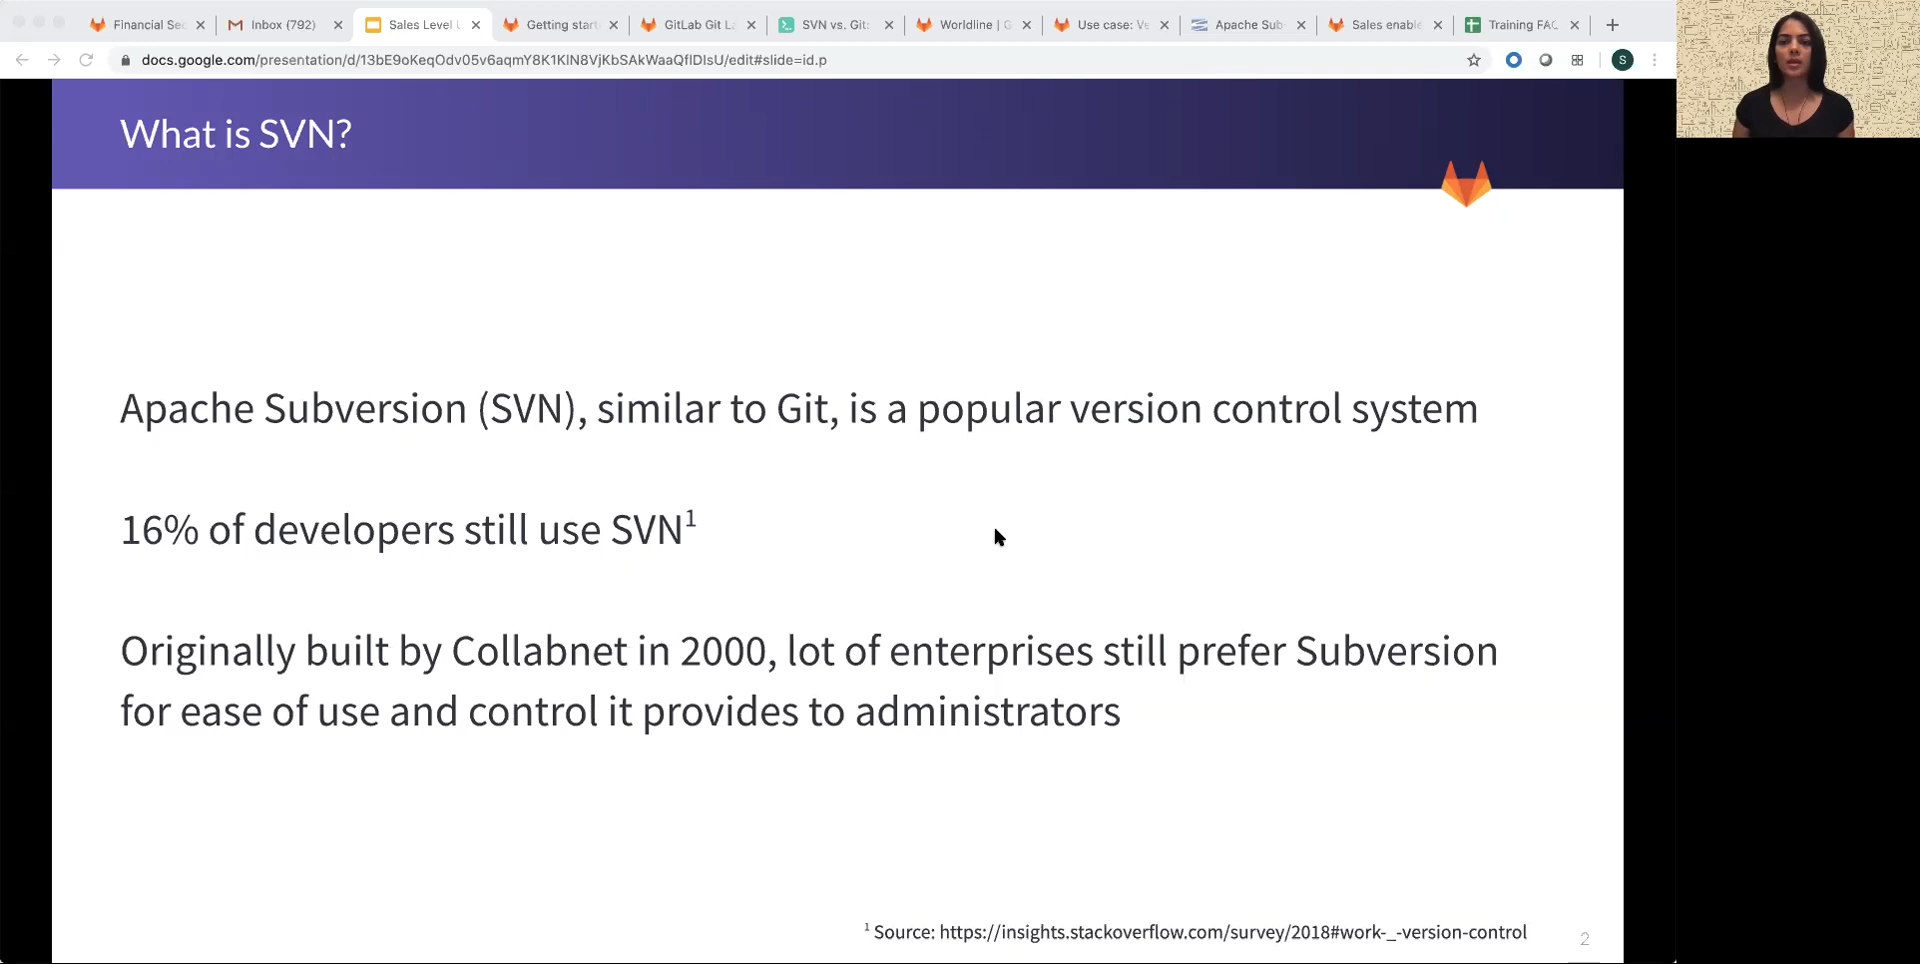 Financial Sec
Inbox (792)
Sales Level
Getting start
GitLab Git La
SVN vs. Git:
Worldline | G
Use case: Ve
Apache Sub
Sales enable
Training FAQ
docs.google.com/presentation/d/13bE9oKeqOdv05v6aqmY8K1KlN8VjKbSAkWaaQflDIsU/edit#slide=id.p
S
What is SVN?
Apache Subversion (SVN), similar to Git, is a popular version control system
16% of developers still use SVN¹
Originally built by Collabnet in 2000, lot of enterprises still prefer Subversion
for ease of use and control it provides to administrators
¹ Source: https://insights.stackoverflow.com/survey/2018#work-_-version-control
2